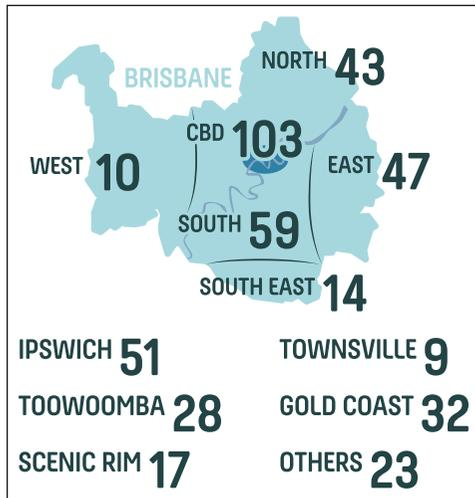 NORTH 43
BRISBANE
CBD 103
WEST 10
EAST 47
SOUTH 59
SOUTH EAST 14
IPSWICH 51
TOWNSVILLE 9
TOOWOOMBA 28
GOLD COAST 32
SCENIC RIM 17
OTHERS 23